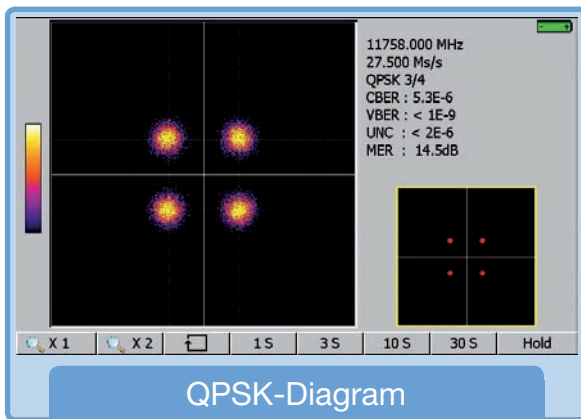 11758.000 MHz
27.500 Ms/s
QPSK 3/4
CBER : 5.3E-6
VBER : < 1E-9
UNC : < 2E-6
MER : 14.5dB
X 1 X 2 1 S 3 S 10 S 30 S Hold
QPSK-Diagram